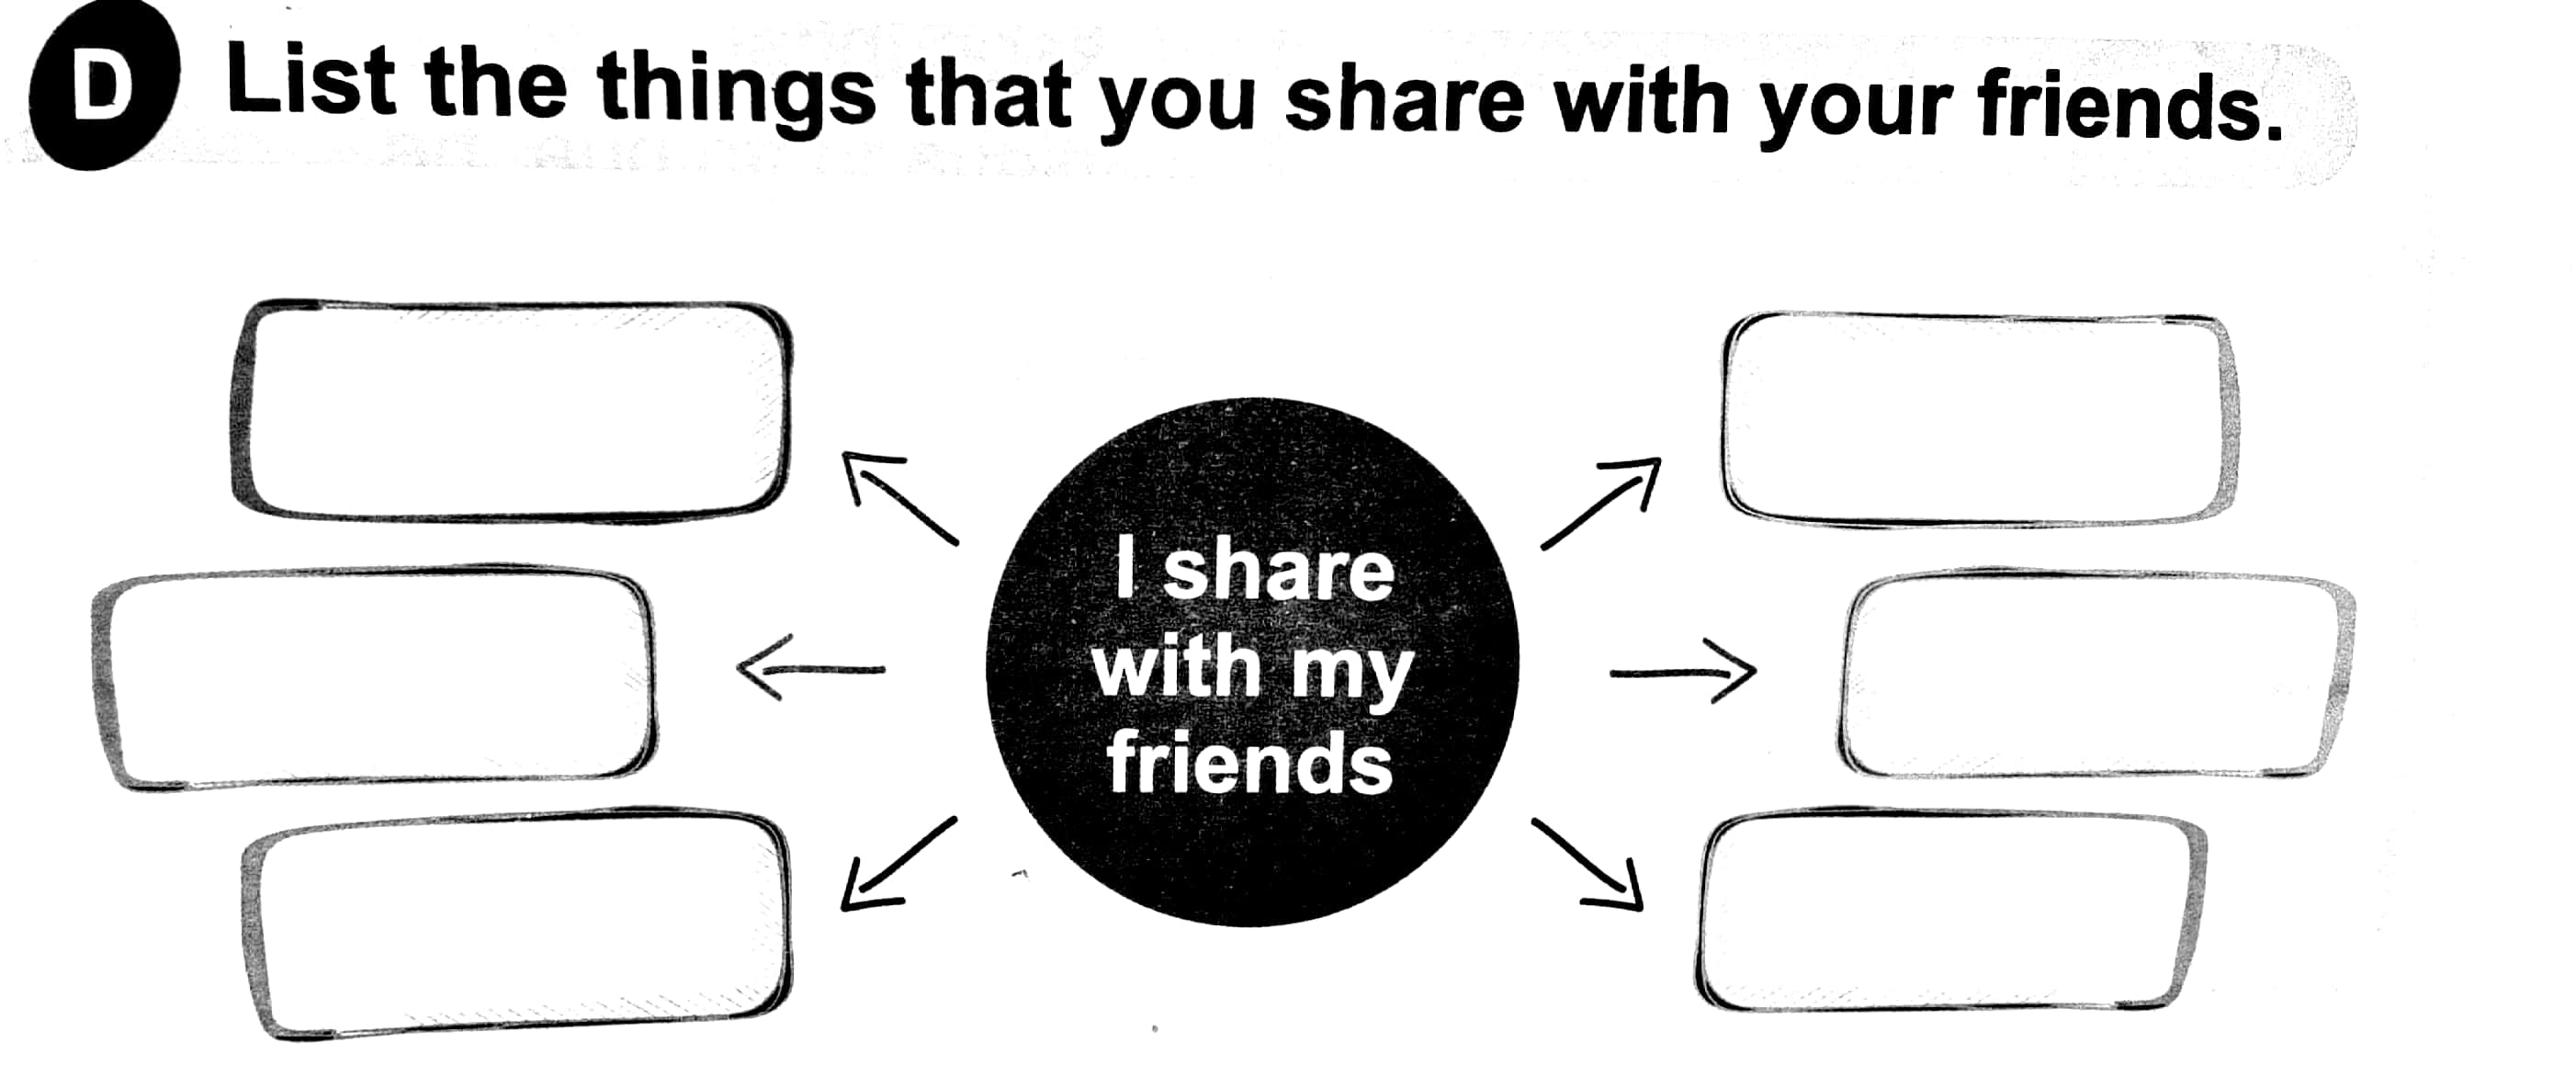 D List the things that you share with your friends.
I share
with my
friends